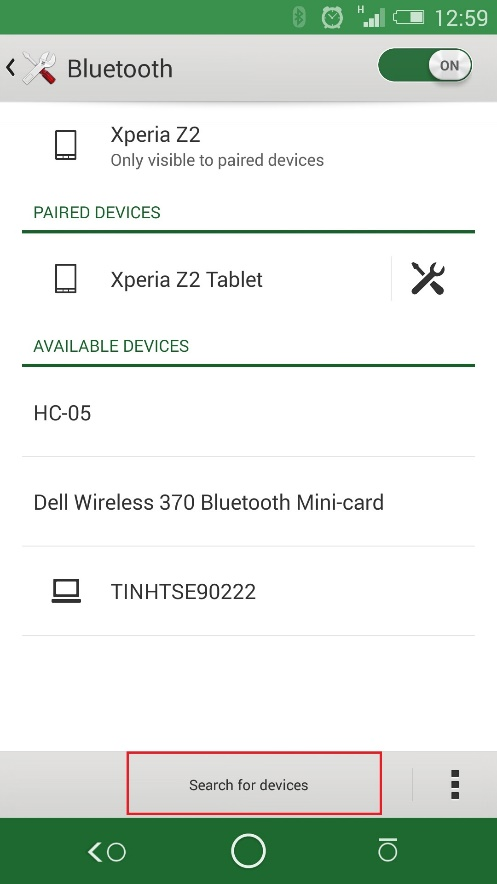 H 12:59
Bluetooth ON
Xperia Z2
Only visible to paired devices
PAIRED DEVICES
Xperia Z2 Tablet
AVAILABLE DEVICES
HC-05
Dell Wireless 370 Bluetooth Mini-card
TINHTSE90222
Search for devices